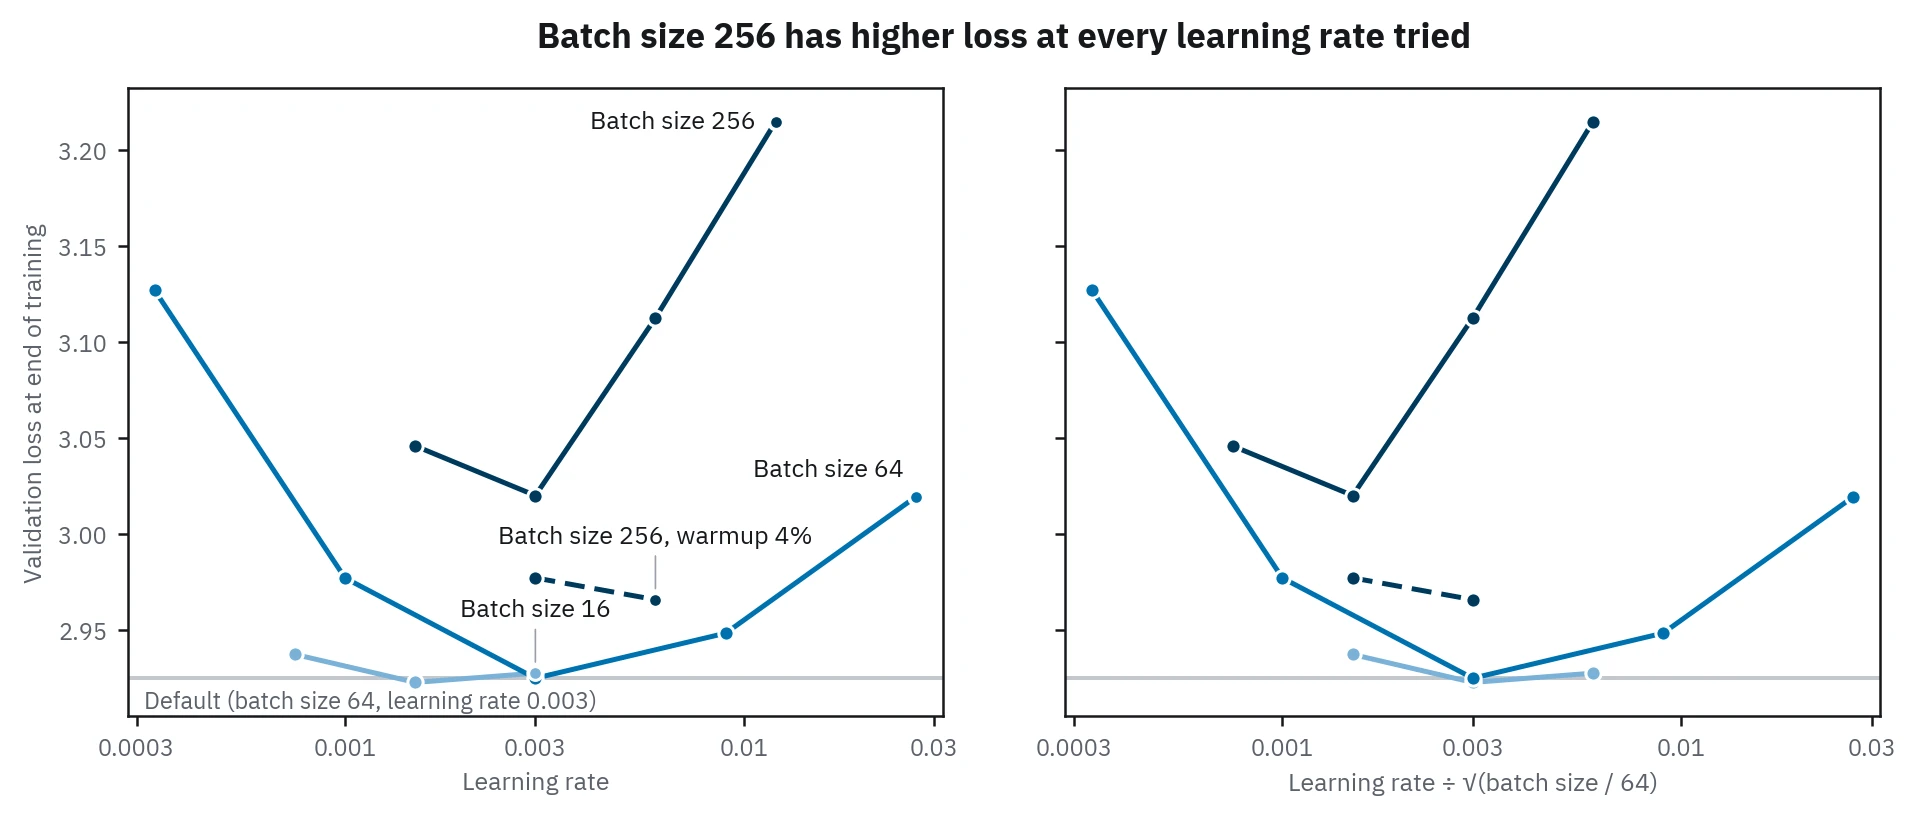 Batch size 256 has higher loss at every learning rate tried
Validation loss at end of training
3.20
3.15
3.10
3.05
3.00
2.95
Batch size 256
Batch size 64
Batch size 256, warmup 4%
Batch size 16
Default (batch size 64, learning rate 0.003)
0.0003
0.001
0.003
0.01
0.03
Learning rate
0.0003
0.001
0.003
0.01
0.03
Learning rate ÷ √(batch size / 64)